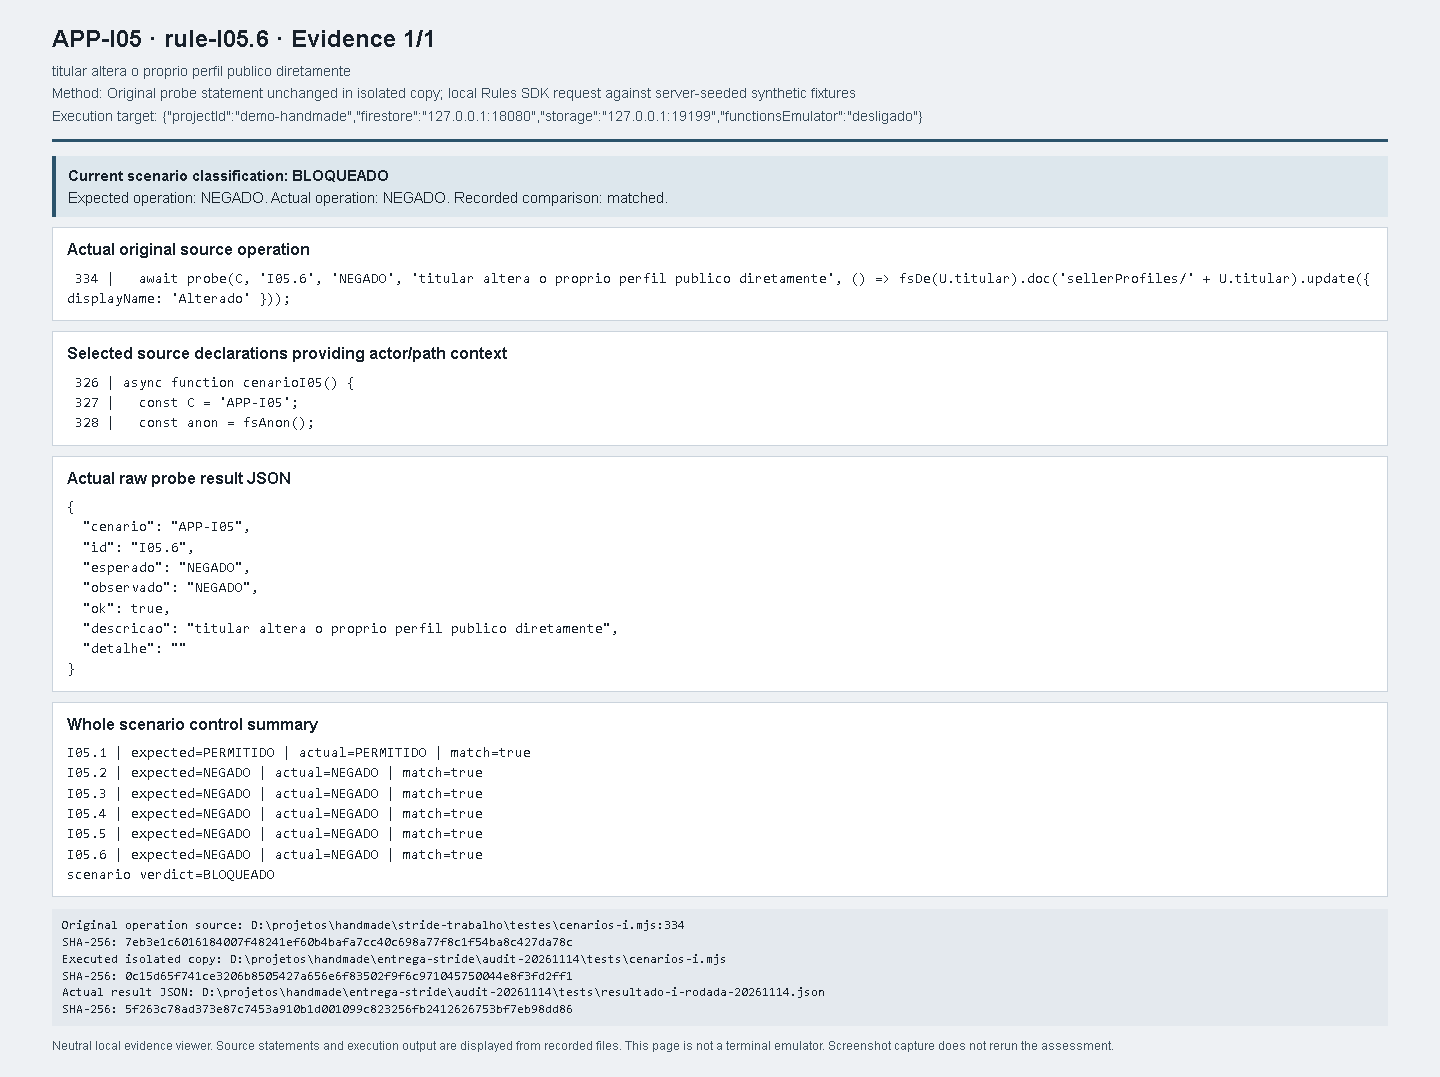 APP-I05 · rule-I05.6 · Evidence 1/1
titular altera o proprio perfil publico diretamente
Method: Original probe statement unchanged in isolated copy; local Rules SDK request against server-seeded synthetic fixtures
Execution target: {"projectId":"demo-handmade","firestore":"127.0.0.1:18080","storage":"127.0.0.1:19199","functionsEmulator":"desligado"}
Current scenario classification: BLOQUEADO
Expected operation: NEGADO. Actual operation: NEGADO. Recorded comparison: matched.
Actual original source operation
334 |   await probe(C, 'I05.6', 'NEGADO', 'titular altera o proprio perfil publico diretamente', () => fsDe(U.titular).doc('sellerProfiles/' + U.titular).update({
displayName: 'Alterado' }));
Selected source declarations providing actor/path context
326 | async function cenarioI05() {
327 |   const C = 'APP-I05';
328 |   const anon = fsAnon();
Actual raw probe result JSON
{
  "cenario": "APP-I05",
  "id": "I05.6",
  "esperado": "NEGADO",
  "observado": "NEGADO",
  "ok": true,
  "descricao": "titular altera o proprio perfil publico diretamente",
  "detalhe": ""
}
Whole scenario control summary
I05.1 | expected=PERMITIDO | actual=PERMITIDO | match=true
I05.2 | expected=NEGADO | actual=NEGADO | match=true
I05.3 | expected=NEGADO | actual=NEGADO | match=true
I05.4 | expected=NEGADO | actual=NEGADO | match=true
I05.5 | expected=NEGADO | actual=NEGADO | match=true
I05.6 | expected=NEGADO | actual=NEGADO | match=true
scenario verdict=BLOQUEADO
Original operation source: D:\projetos\handmade\stride-trabalho\testes\cenarios-i.mjs:334
SHA-256: 7eb3e1c6016184007f48241ef60b4bafa7cc40c698a77f8c1f54ba8c427da78c
Executed isolated copy: D:\projetos\handmade\entrega-stride\audit-20261114\tests\cenarios-i.mjs
SHA-256: 0c15d65f741ce3206b8505427a656e6f83502f9f6c971045750044e8f3fd2ff1
Actual result JSON: D:\projetos\handmade\entrega-stride\audit-20261114\tests\resultado-i-rodada-20261114.json
SHA-256: 5f263c78ad373e87c7453a910b1d001099c823256fb2412626753bf7eb98dd86
Neutral local evidence viewer. Source statements and execution output are displayed from recorded files. This page is not a terminal emulator. Screenshot capture does not rerun the assessment.